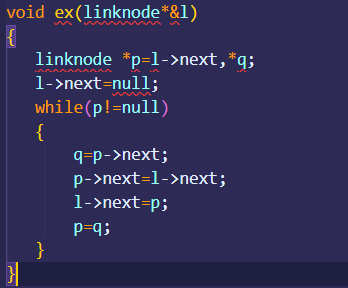 void ex(linknode*&l)
{
linknode *p=l->next,*q;
l->next=null;
while(p!=null)
{
q=p->next;
p->next=l->next;
l->next=p;
p=q;
}
}